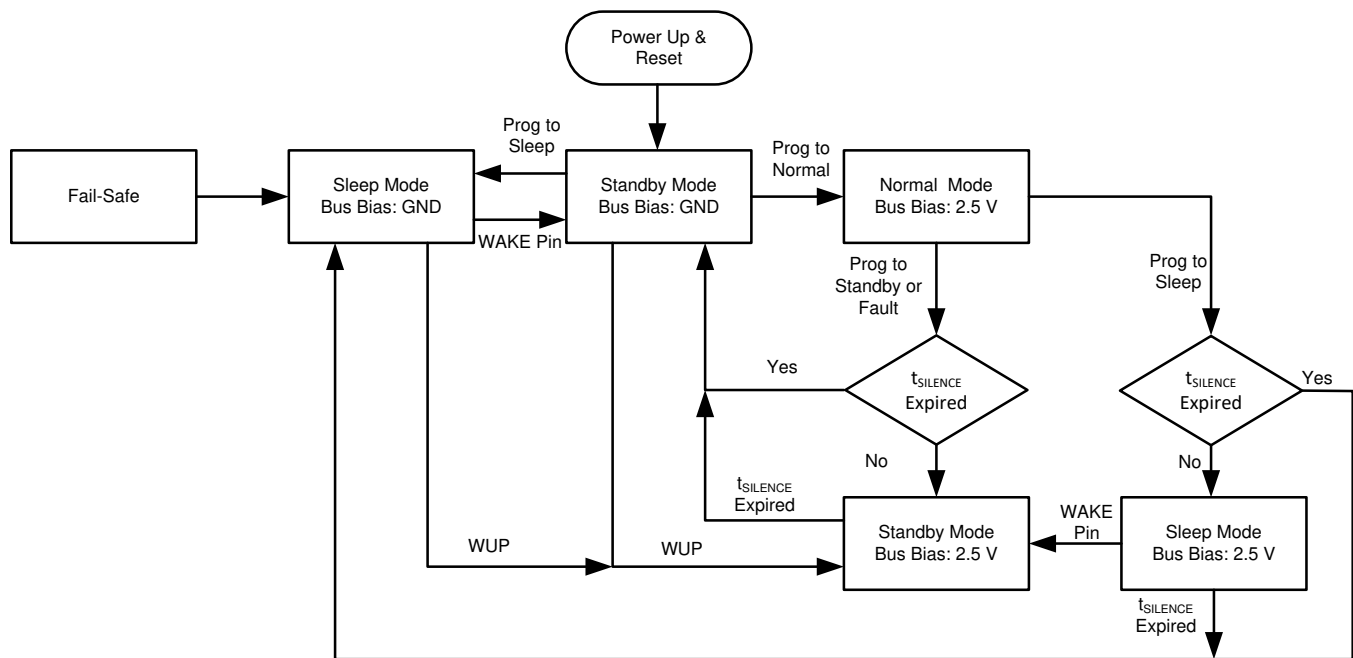 Power Up &
Reset
Prog to
Sleep
Prog to
Normal
Fail-Safe
Sleep Mode
Bus Bias: GND
Standby Mode
Bus Bias: GND
Normal Mode
Bus Bias: 2.5 V
WAKE Pin
Prog to
Standby or
Fault
Prog to
Sleep
Yes
tSILENCE
Expired
tSILENCE
Expired
Yes
No
No
tSILENCE
Expired
Standby Mode
Bus Bias: 2.5 V
WAKE
Pin
Sleep Mode
Bus Bias: 2.5 V
WUP
WUP
tSILENCE
Expired